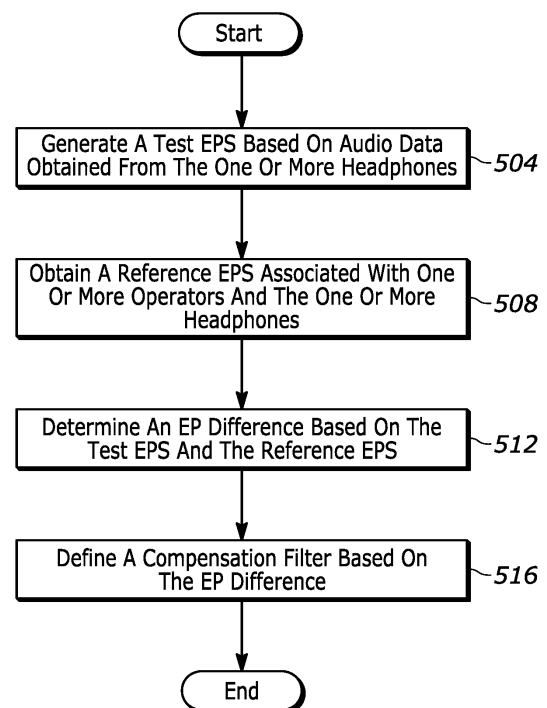 Start
Generate A Test EPS Based On Audio Data
Obtained From The One Or More Headphones
504
Obtain A Reference EPS Associated With One
Or More Operators And The One Or More
Headphones
508
Determine An EP Difference Based On The
Test EPS And The Reference EPS
512
Define A Compensation Filter Based On
The EP Difference
516
End